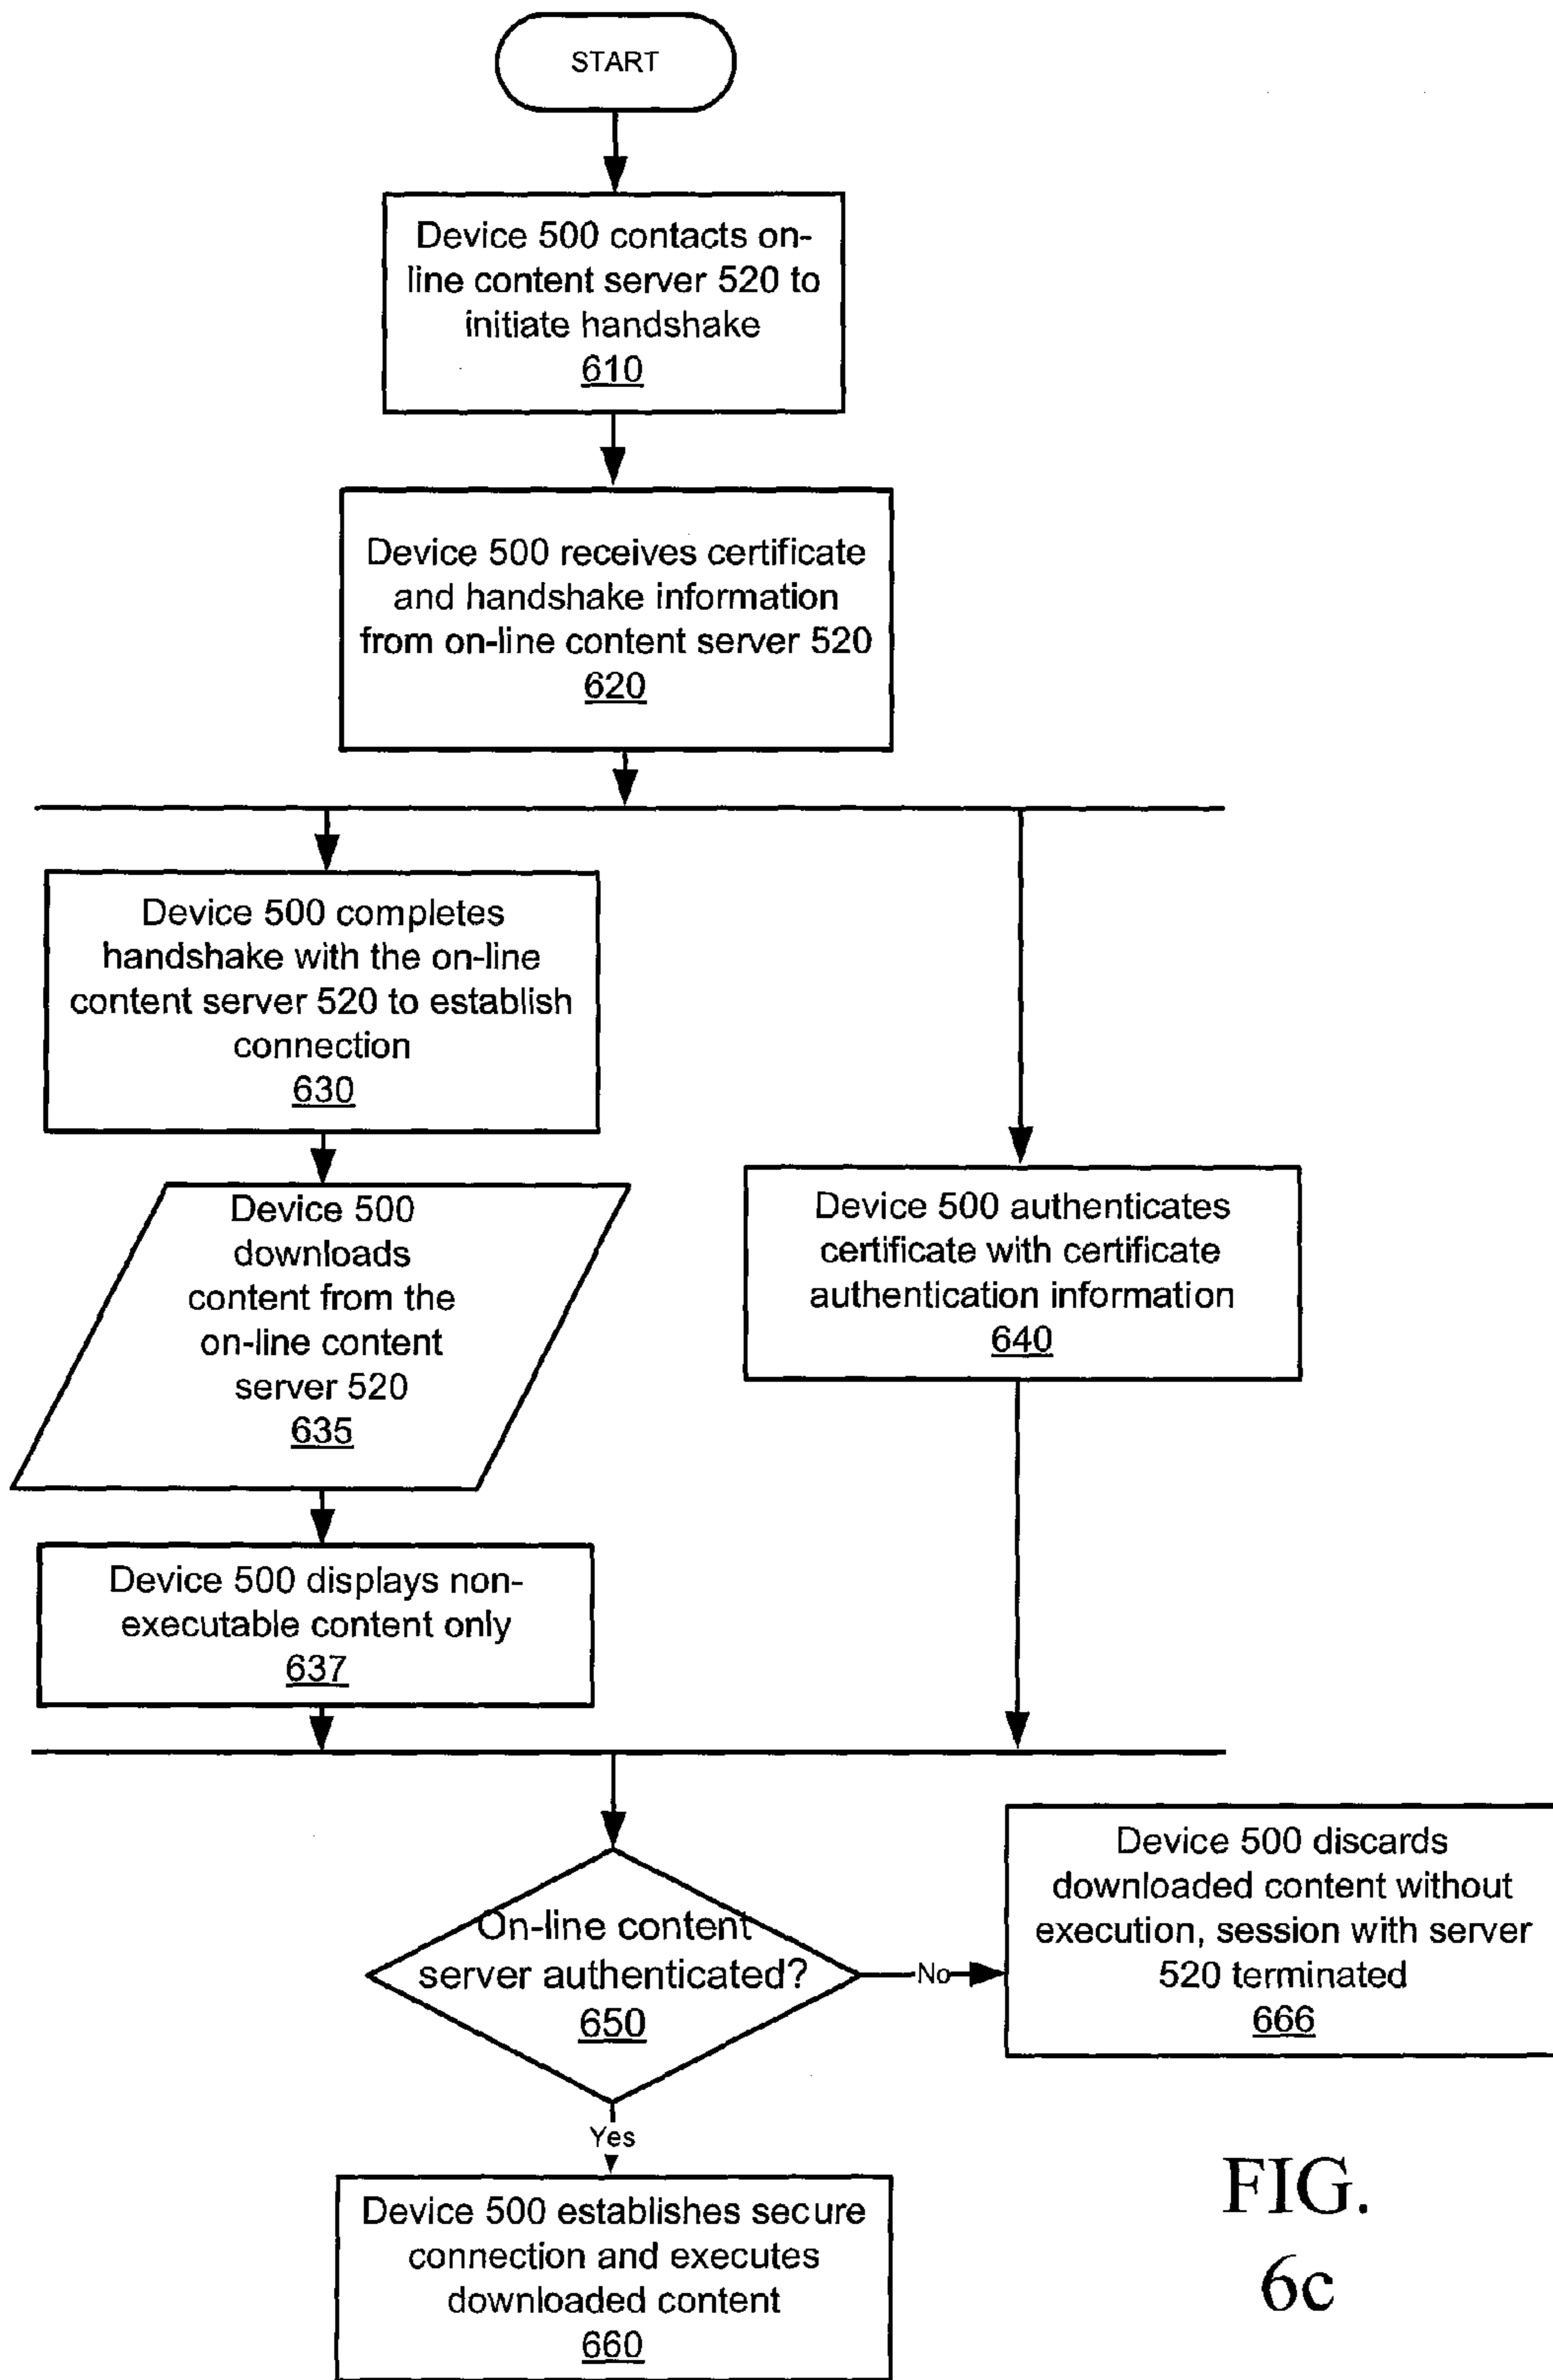 START
Device 500 contacts on-
line content server 520 to
initiate handshake
610
Device 500 receives certificate
and handshake information
from on-line content server 520
620
Device 500 completes
handshake with the on-line
content server 520 to establish
connection
630
Device 500
downloads
content from the
on-line content
server 520
635
Device 500 authenticates
certificate with certificate
authentication information
640
Device 500 displays non-
executable content only
637
On-line content
server authenticated?
650
No
Device 500 discards
downloaded content without
execution, session with server
520 terminated
666
Yes
Device 500 establishes secure
connection and executes
downloaded content
660
FIG.
6c